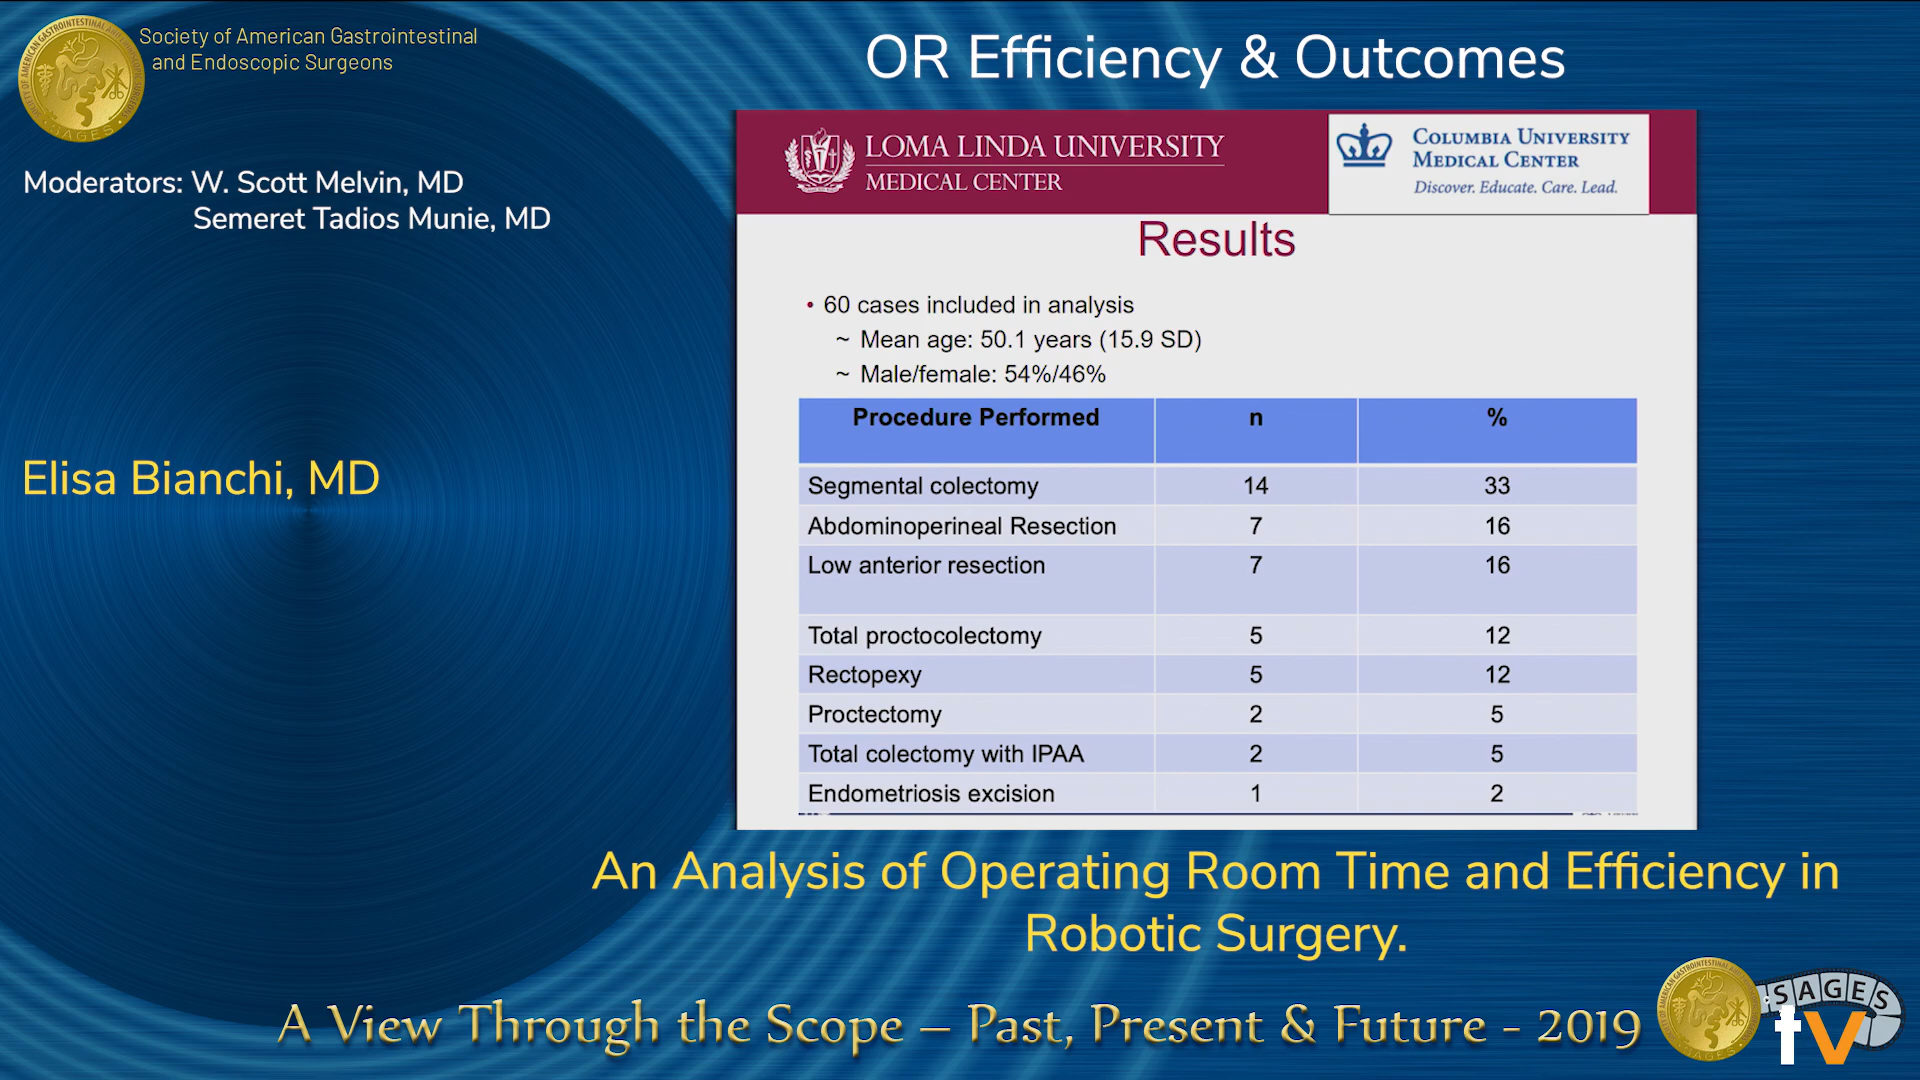 Society of American Gastrointestinal
and Endoscopic Surgeons
SAGES
Moderators: W. Scott Melvin, MD
Semeret Tadios Munie, MD
Elisa Bianchi, MD
OR Efficiency & Outcomes
LOMA LINDA UNIVERSITY
MEDICAL CENTER
COLUMBIA UNIVERSITY
MEDICAL CENTER
Discover. Educate. Care. Lead.
Results
• 60 cases included in analysis
~ Mean age: 50.1 years (15.9 SD)
~ Male/female: 54%/46%
Procedure Performed n %
Segmental colectomy 14 33
Abdominoperineal Resection 7 16
Low anterior resection 7 16
Total proctocolectomy 5 12
Rectopexy 5 12
Proctectomy 2 5
Total colectomy with IPAA 2 5
Endometriosis excision 1 2
An Analysis of Operating Room Time and Efficiency in
Robotic Surgery.
A View Through the Scope – Past, Present & Future - 2019
SAGES
tv